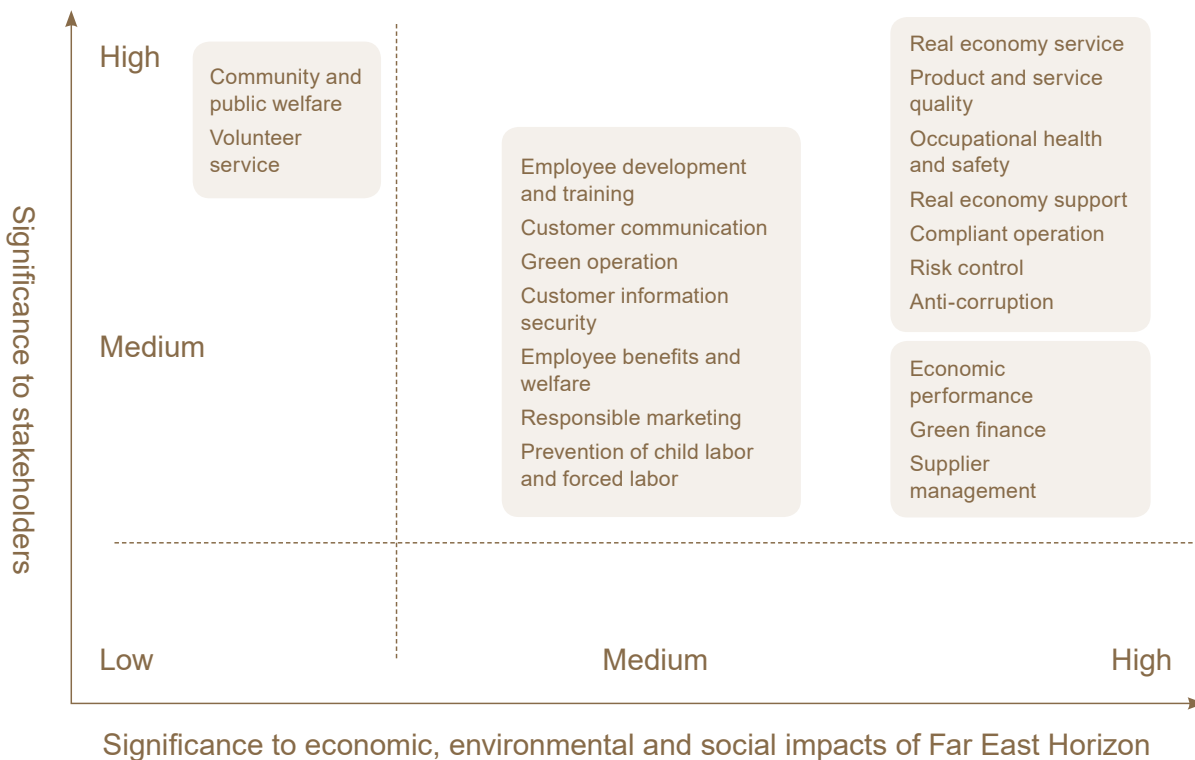 High
Community and
public welfare
Volunteer
service
Employee development
and training
Customer communication
Green operation
Customer information
security
Employee benefits and
welfare
Responsible marketing
Prevention of child labor
and forced labor
Real economy service
Product and service
quality
Occupational health
and safety
Real economy support
Compliant operation
Risk control
Anti-corruption
Economic
performance
Green finance
Supplier
management
Medium
Significance to stakeholders
Low
Medium
High
Significance to economic, environmental and social impacts of Far East Horizon